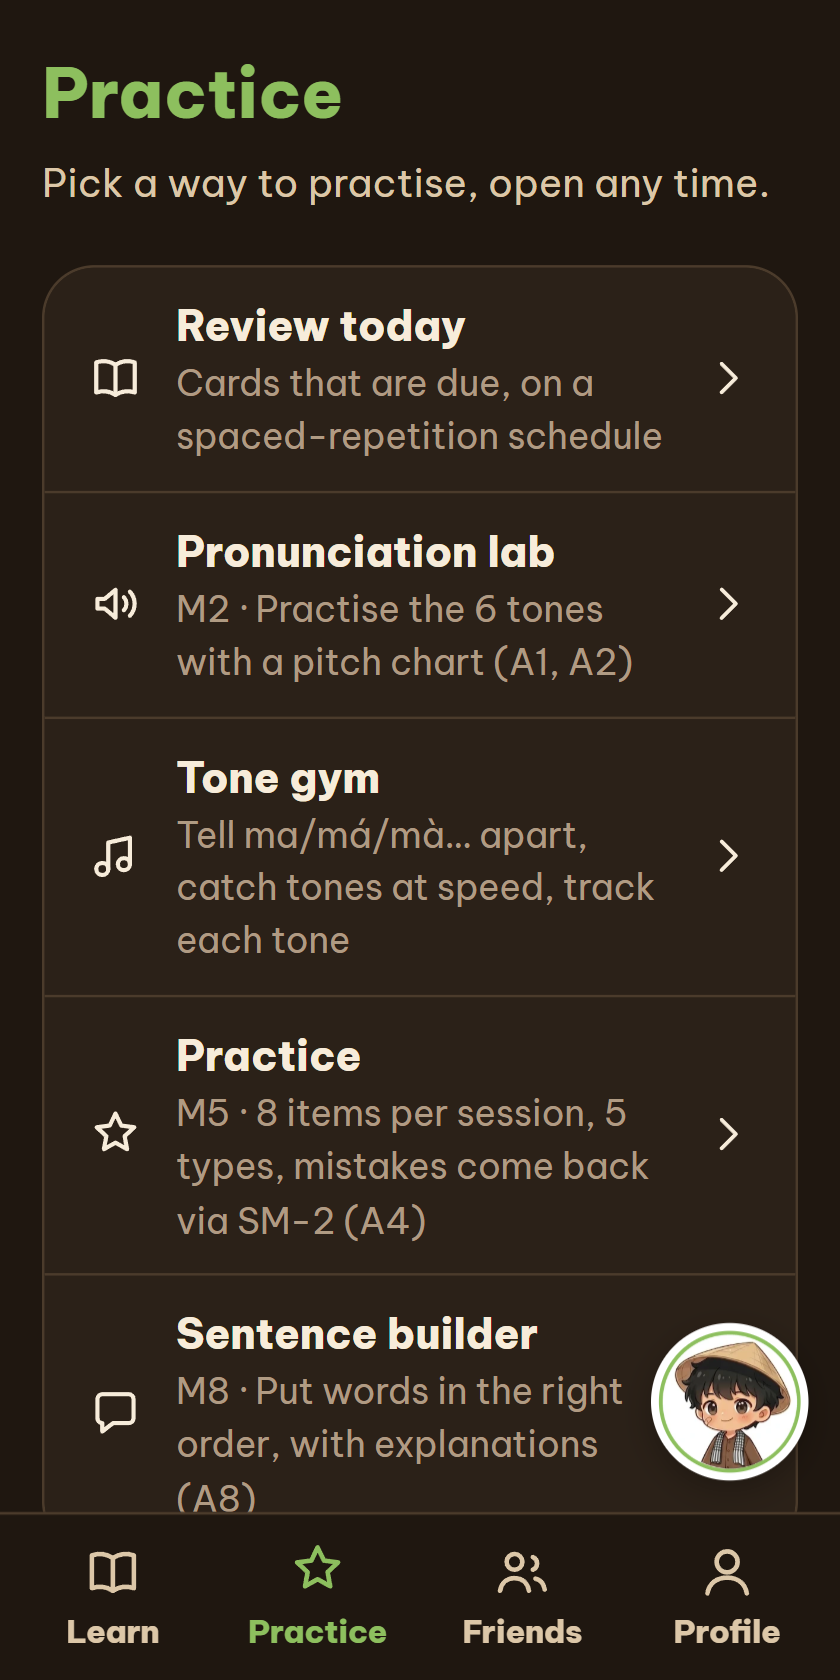 Practice
Pick a way to practise, open any time.
Review today
Cards that are due, on a
spaced-repetition schedule
Pronunciation lab
M2 · Practise the 6 tones
with a pitch chart (A1, A2)
Tone gym
Tell ma/má/mà... apart,
catch tones at speed, track
each tone
Practice
M5 · 8 items per session, 5
types, mistakes come back
via SM-2 (A4)
Sentence builder
M8 · Put words in the right
order, with explanations
(A8)
Learn
Practice
Friends
Profile